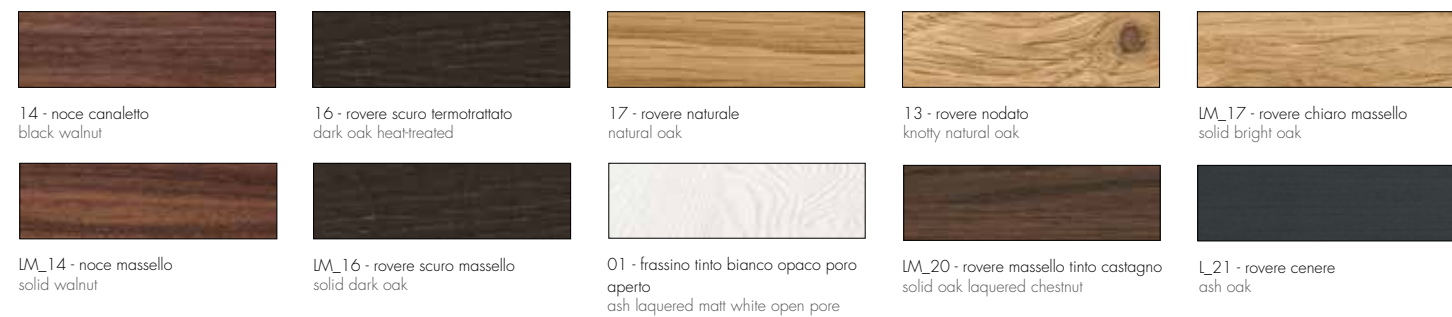 14 - noce canaletto
black walnut
16 - rovere scuro termotrattato
dark oak heat-treated
17 - rovere naturale
natural oak
13 - rovere nodato
knotty natural oak
LM_17 - rovere chiaro massello
solid bright oak
LM_14 - noce massello
solid walnut
LM_16 - rovere scuro massello
solid dark oak
01 - frassino tinto bianco opaco poro
aperto
ash laquered matt white open pore
LM_20 - rovere massello tinto castagno
solid oak laquered chestnut
L_21 - rovere cenere
ash oak